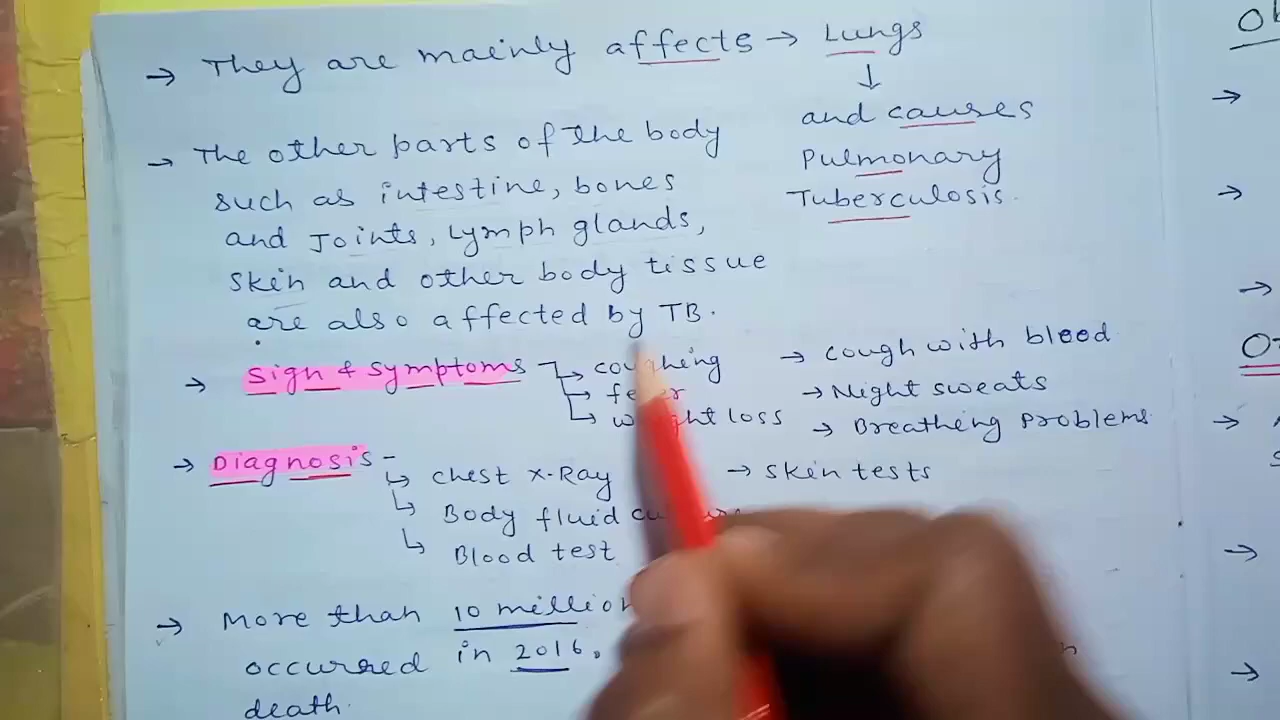 → They are mainly affects → Lungs
↓
and causes
Pulmonary
Tuberculosis.
→ The other parts of the body
such as intestine, bones
and Joints, Lymph glands,
skin and other body tissue
are also affected by TB.
→ Sign & Symptoms → coughing → cough with blood
→ fever → Night sweats
→ weight loss → Breathing Problems
→ Diagnosis - ↳ chest X-Ray → skin tests
↳ Body fluid culture
↳ Blood test
→ More than 10 million
occurred in 2016.
death.